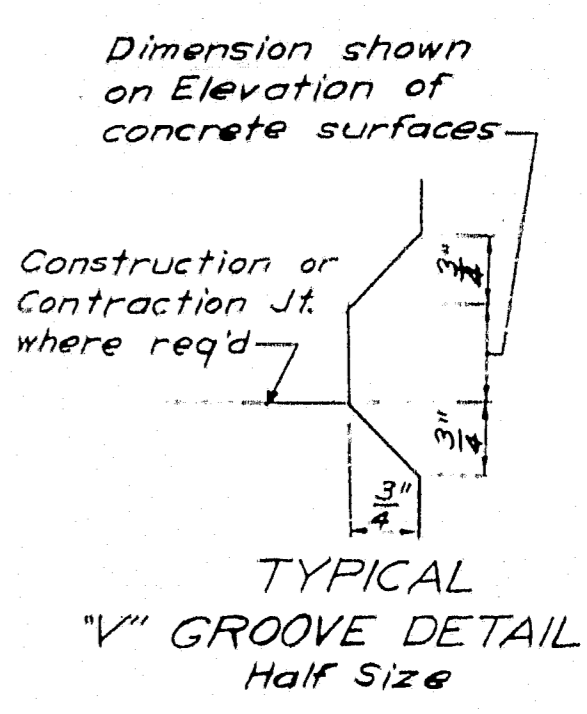 Dimension shown
on Elevation of
concrete surfaces
Construction or
Contraction Jt.
where req'd
3/4"
3/4"
3/4"
TYPICAL
"V" GROOVE DETAIL
Half Size